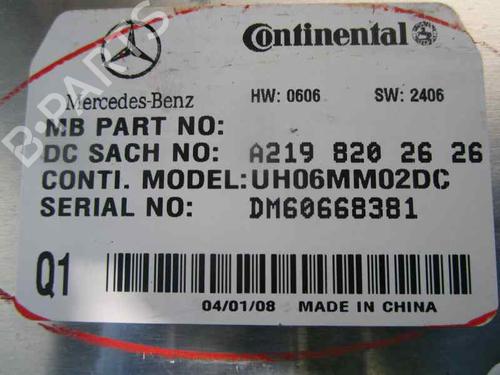 Continental
Mercedes-Benz HW: 0606 SW: 2406
MB PART NO:
DC SACH NO: A219 820 26 26
CONTI. MODEL: UH06MM02DC
SERIAL NO: DM60668381
Q1
04/01/08 MADE IN CHINA
B-PARTS